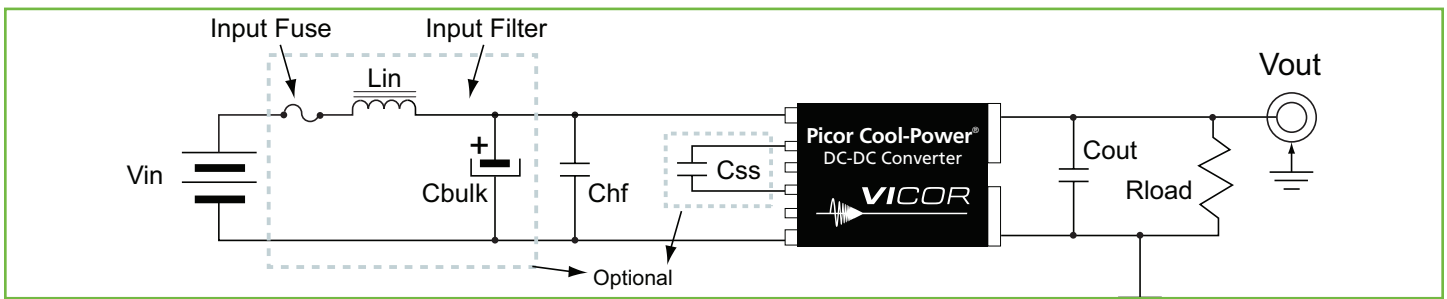 Input Fuse
Input Filter
Lin
Vin
+
Cbulk
Chf
Css
Optional
Picor Cool-Power®
DC-DC Converter
VICOR
Cout
Rload
Vout